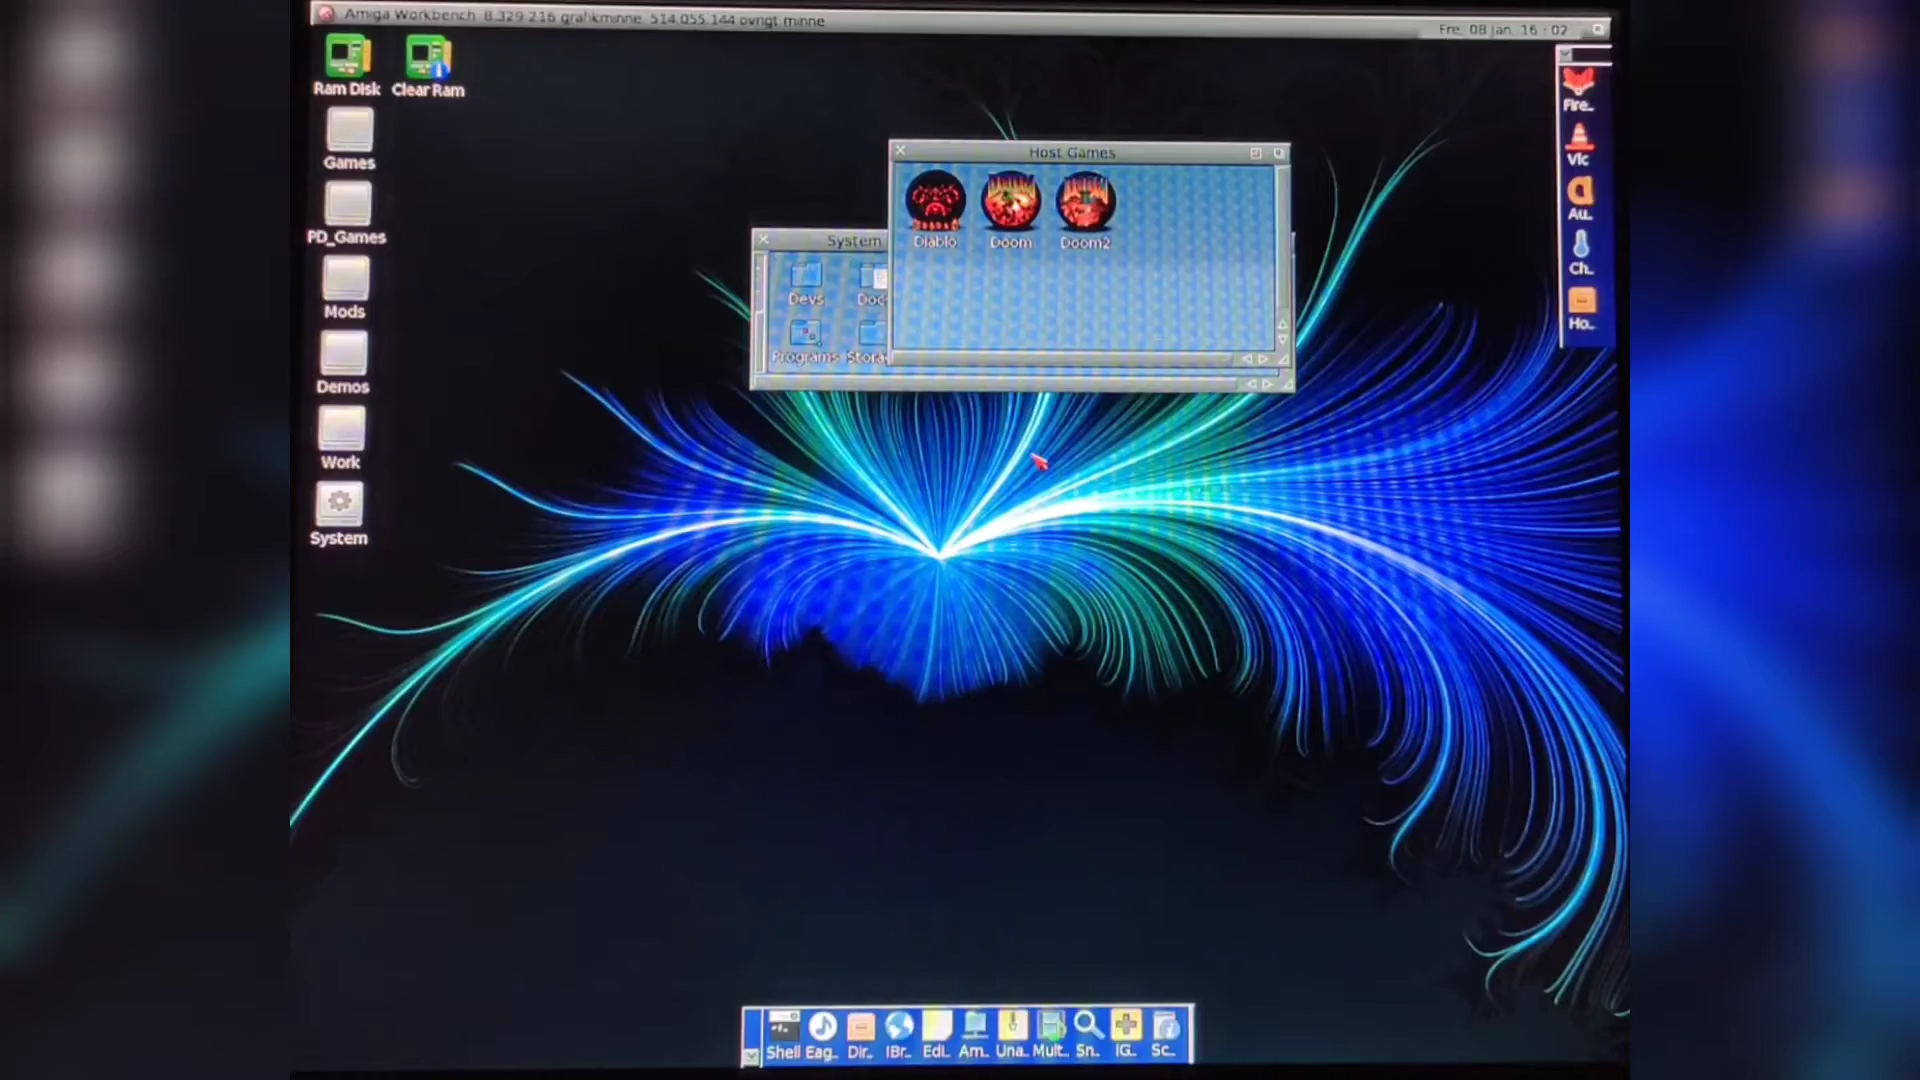 Amiga Workbench 8.329.216 grafikminne 514.055.144 övrigt minne
Fre, 08 jan, 16:02
Ram Disk
Clear Ram
Games
PD_Games
Mods
Demos
Work
System
Host Games
Diablo
Doom
Doom2
System
Devs
Doc
Programs
Stora
Fire..
Vlc
Au..
Ch..
Ho..
Shell
Eag..
Dir..
IBr..
Edi..
Am..
Una..
Mult..
Sn..
IG..
Sc..